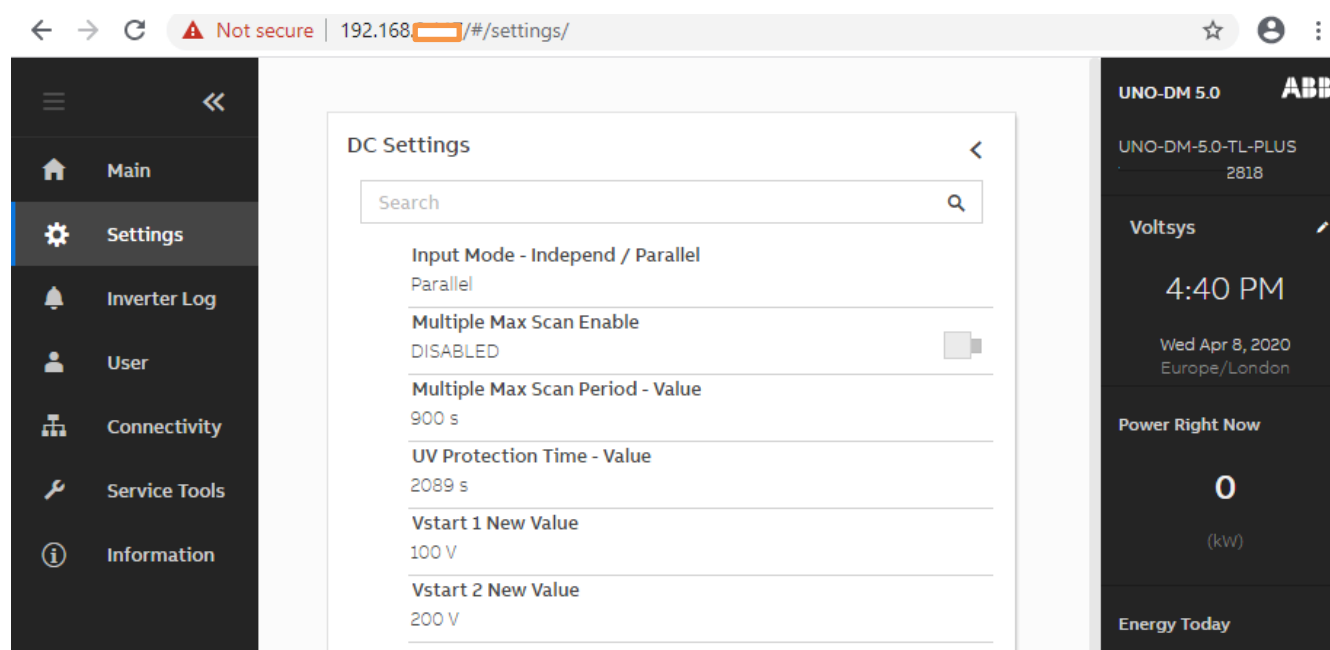 Not secure
192.168. /#/settings/
Main
Settings
Inverter Log
User
Connectivity
Service Tools
Information
DC Settings
Search
Input Mode - Independ / Parallel
Parallel
Multiple Max Scan Enable
DISABLED
Multiple Max Scan Period - Value
900 s
UV Protection Time - Value
2089 s
Vstart 1 New Value
100 V
Vstart 2 New Value
200 V
UNO-DM 5.0
ABB
UNO-DM-5.0-TL-PLUS
2818
Voltsys
4:40 PM
Wed Apr 8, 2020
Europe/London
Power Right Now
0
(kW)
Energy Today